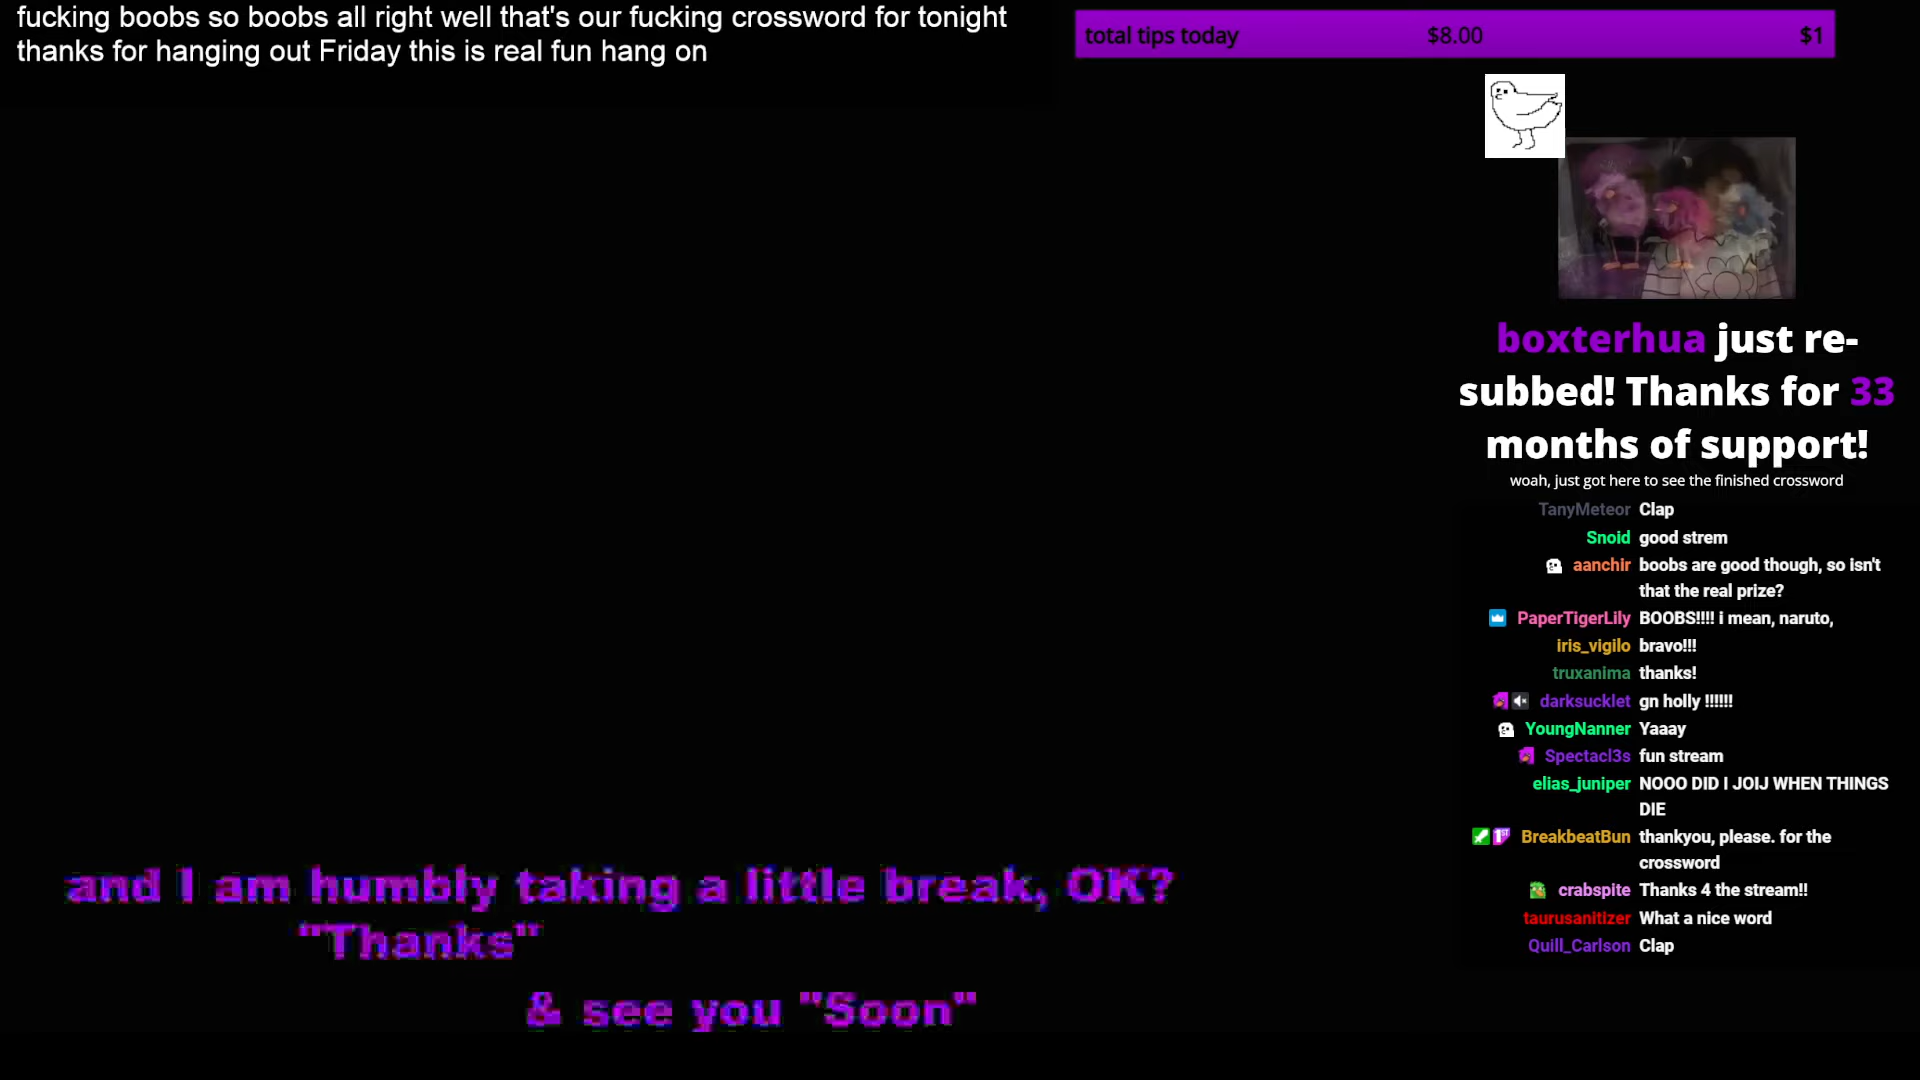 fucking boobs so boobs all right well that's our fucking crossword for tonight
thanks for hanging out Friday this is real fun hang on
total tips today $8.00 $1
boxterhua just re-
subbed! Thanks for 33
months of support!
woah, just got here to see the finished crossword
TanyMeteor Clap
Snoid good strem
aanchir boobs are good though, so isn't
that the real prize?
PaperTigerLily BOOBS!!!! i mean, naruto,
iris_vigilo bravo!!!
truxanima thanks!
darksucklet gn holly !!!!!!
YoungNanner Yaaay
Spectacl3s fun stream
elias_juniper NOOO DID I JOIJ WHEN THINGS
DIE
1ST BreakbeatBun thankyou, please. for the
crossword
crabspite Thanks 4 the stream!!
taurusanitizer What a nice word
Quill_Carlson Clap
and I am humbly taking a little break, OK?
"Thanks"
& see you "Soon"